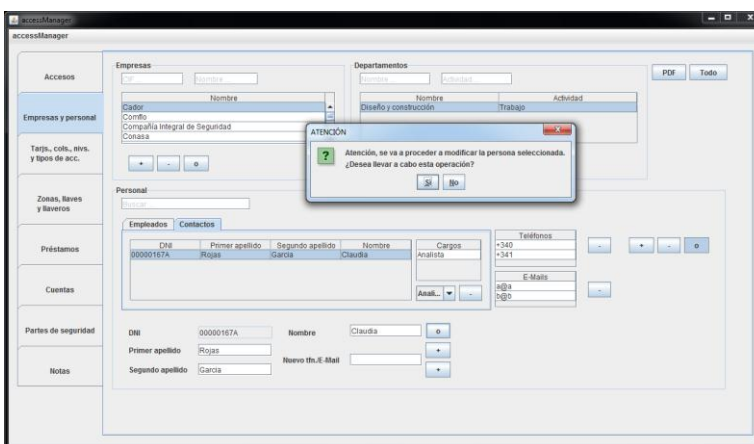 accessManager
accessManager
Accesos
Empresas y personal
Tarjs., cols., nivs.
y tipos de acc.
Zonas, llaves
y llaveros
Préstamos
Cuentas
Partes de seguridad
Notas
Empresas
CIF...
Nombre...
Nombre
Cador
Comflo
Compañía Integral de Seguridad
Conasa
+ - o
Departamentos
Nombre...
Actividad...
Nombre Actividad
Diseño y construcción Trabajo
PDF Todo
ATENCIÓN
Atención, se va a proceder a modificar la persona seleccionada.
¿Desea llevar a cabo esta operación?
Sí No
Personal
Buscar...
Empleados Contactos
DNI Primer apellido Segundo apellido Nombre
00000167A Rojas Garcia Claudia
Cargos
Analista
Anali... -
Teléfonos
+340
+341
-
E-Mails
a@a
b@b
-
+ - o
DNI 00000167A Nombre Claudia o
Primer apellido Rojas
Nuevo tfn./E-Mail
+
Segundo apellido Garcia
+